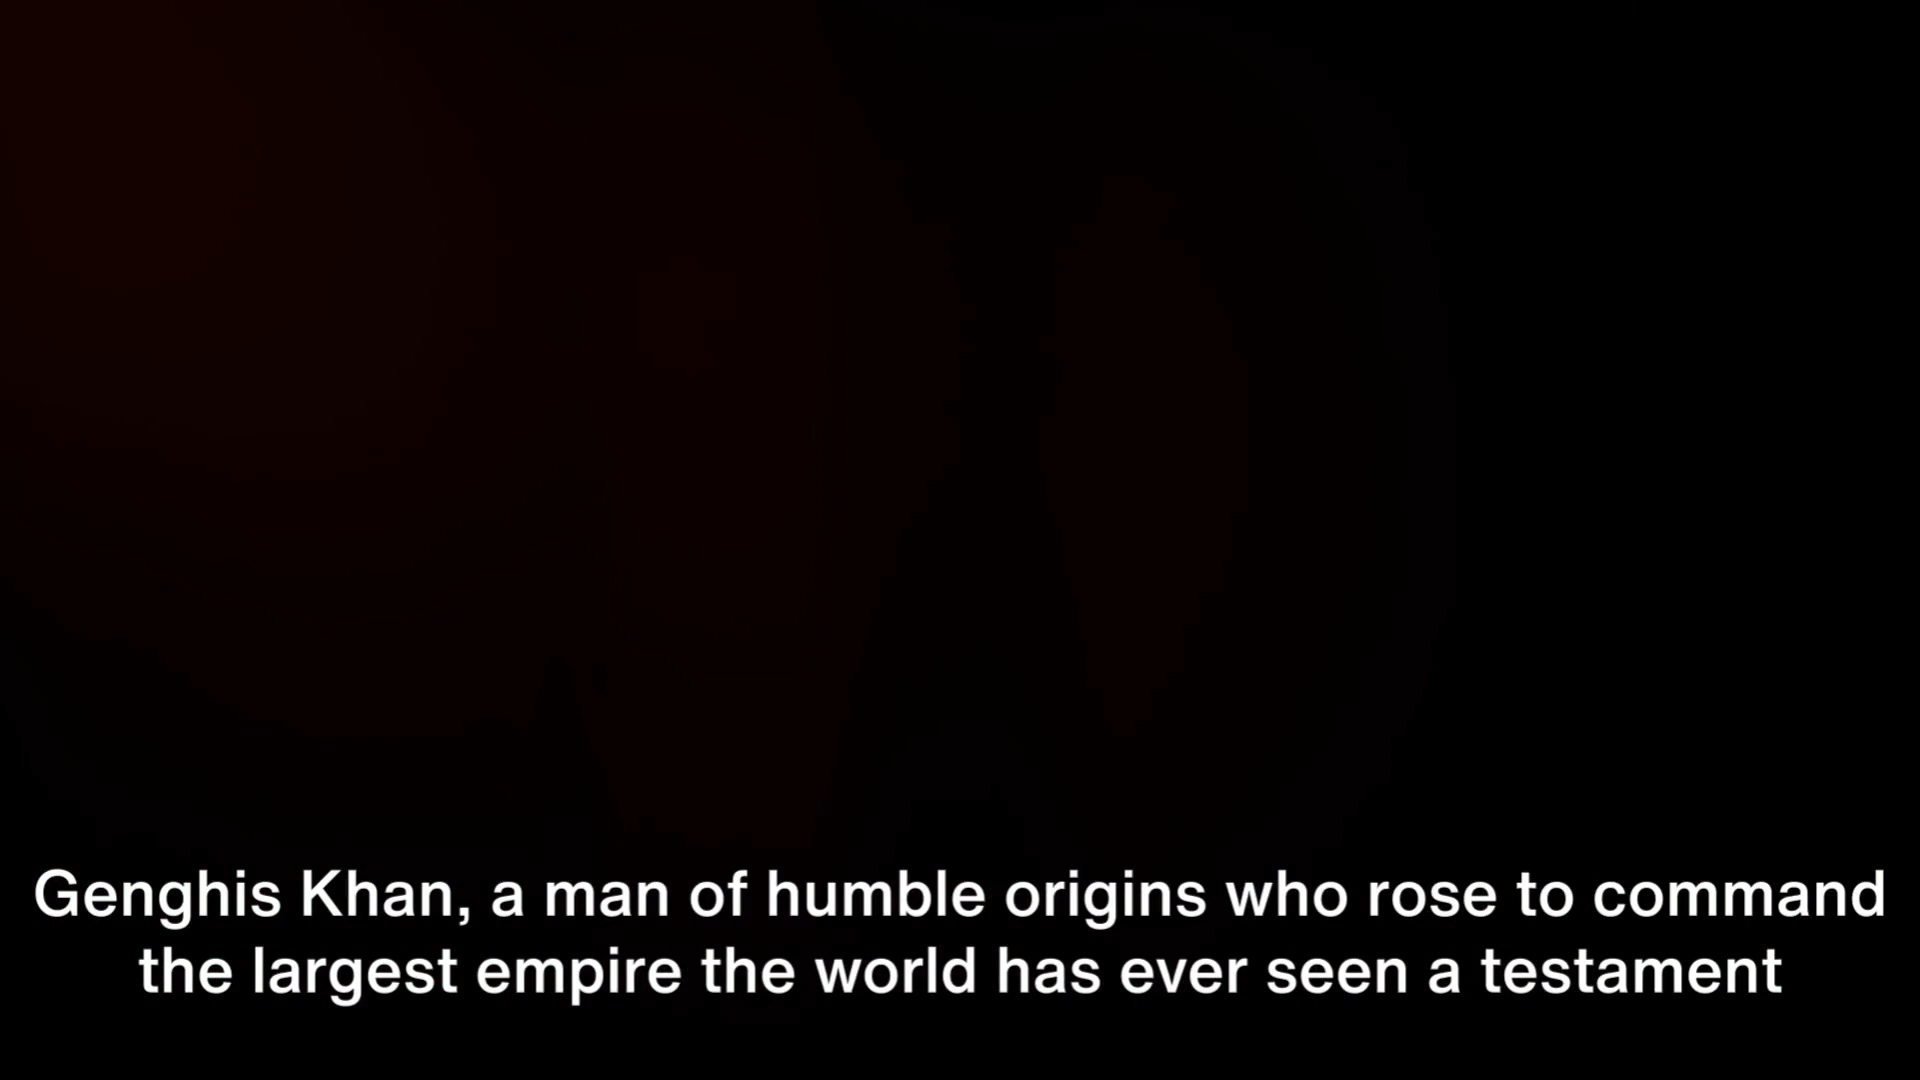 Genghis Khan, a man of humble origins who rose to command
the largest empire the world has ever seen a testament